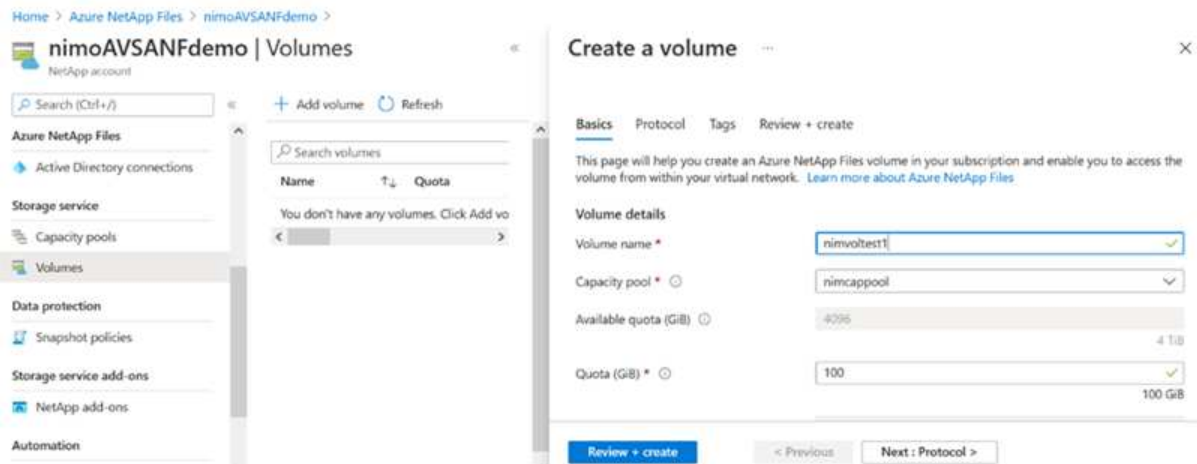 Home > Azure NetApp Files > nimoAVSANFdemo >
nimoAVSANFdemo | Volumes
NetApp account
Search (Ctrl+/)
Azure NetApp Files
Active Directory connections
Storage service
Capacity pools
Volumes
Data protection
Snapshot policies
Storage service add-ons
NetApp add-ons
Automation
Add volume Refresh
Search volumes
Name Quota
You don't have any volumes. Click Add vo
Create a volume
Basics Protocol Tags Review + create
This page will help you create an Azure NetApp Files volume in your subscription and enable you to access the
volume from within your virtual network. Learn more about Azure NetApp Files
Volume details
Volume name * nimvoltest1
Capacity pool * nimcappool
Available quota (GiB) 4096
4 TiB
Quota (GiB) * 100
100 GiB
Review + create < Previous Next : Protocol >